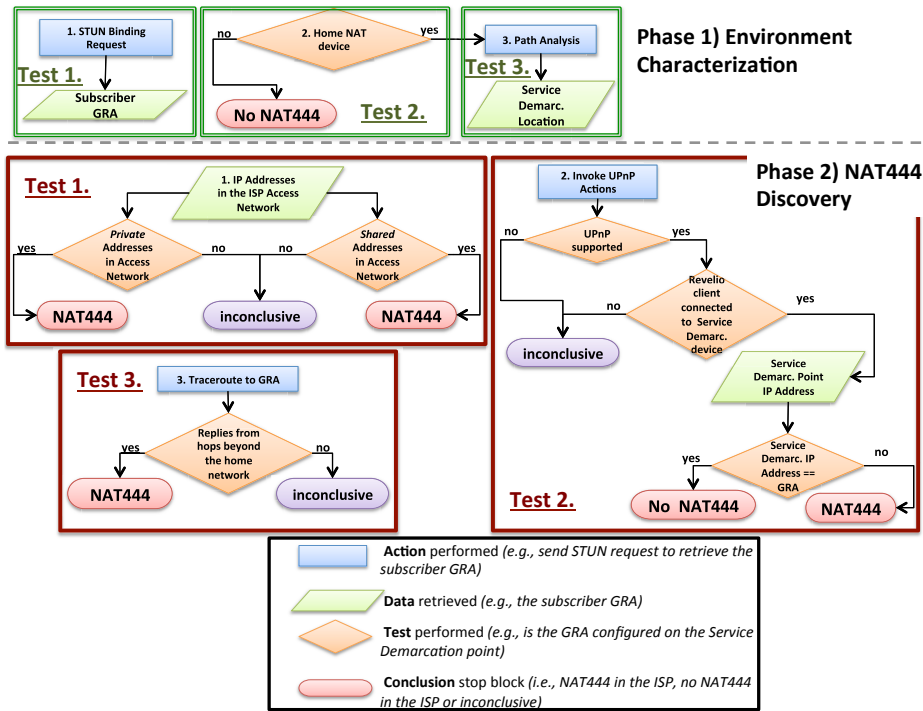 1. STUN Binding
Request
Test 1.
Subscriber
GRA
no
2. Home NAT
device
yes
No NAT444
Test 2.
3. Path Analysis
Test 3.
Service
Demarc.
Location
Phase 1) Environment
Characterization
Test 1.
1. IP Addresses
in the ISP Access
Network
yes
Private
Addresses
in Access
Network
no
no
Shared
Addresses
in Access
Network
yes
NAT444
inconclusive
NAT444
Test 3.
3. Traceroute to GRA
yes
Replies from
hops beyond
the home
network
no
NAT444
inconclusive
Phase 2) NAT444
Discovery
2. Invoke UPnP
Actions
no
UPnP
supported
yes
no
Revelio
client
connected
to Service
Demarc.
device
yes
inconclusive
Service
Demarc. Point
IP Address
yes
Service
Demarc. IP
Address ==
GRA
no
No NAT444
NAT444
Test 2.
Action performed (e.g., send STUN request to retrieve the
subscriber GRA)
Data retrieved (e.g., the subscriber GRA)
Test performed (e.g., is the GRA configured on the Service
Demarcation point)
Conclusion stop block (i.e., NAT444 in the ISP, no NAT444
in the ISP or inconclusive)